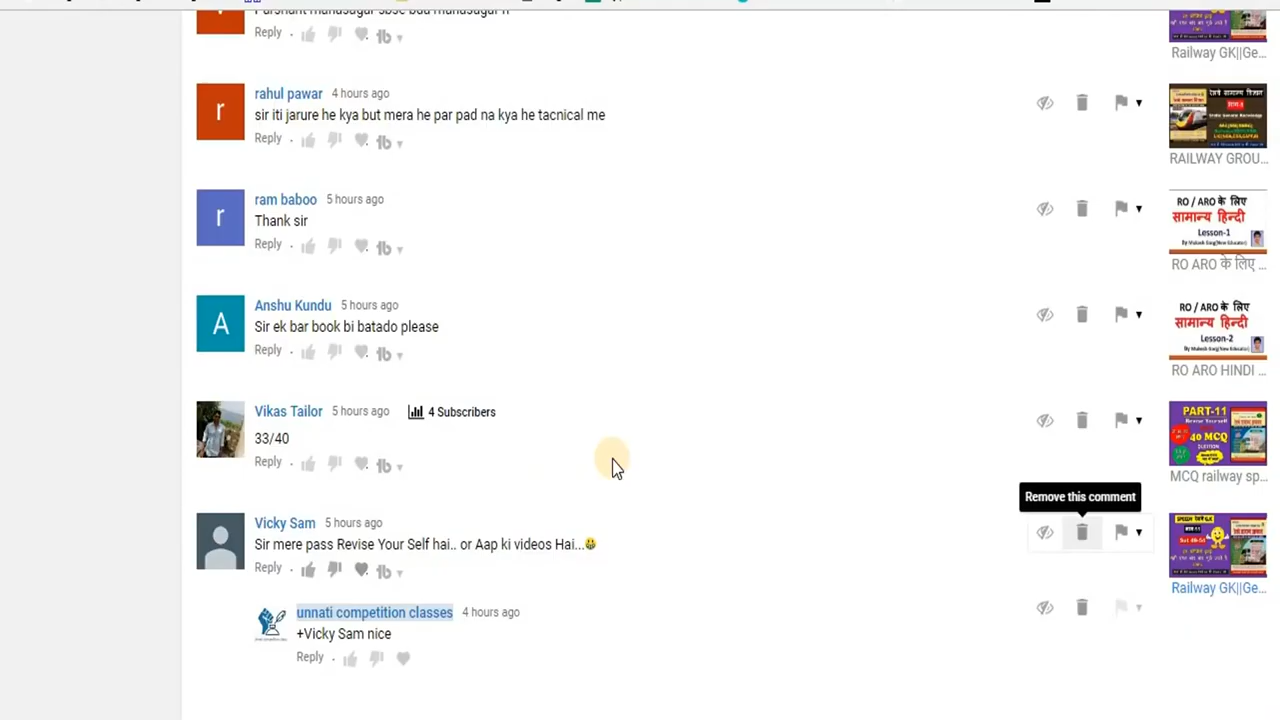 Reply
Railway GK||Ge...
rahul pawar 4 hours ago
sir iti jarure he kya but mera he par pad na kya he tacnical me
Reply
RAILWAY GROU...
ram baboo 5 hours ago
Thank sir
Reply
RO / ARO के लिए
सामान्य हिन्दी
Lesson-1
RO ARO के लिए ...
Anshu Kundu 5 hours ago
Sir ek bar book bi batado please
Reply
RO / ARO के लिए
सामान्य हिन्दी
Lesson-2
RO ARO HINDI ...
Vikas Tailor 5 hours ago 4 Subscribers
33/40
Reply
PART-11
40 MCQ
MCQ railway sp...
Remove this comment
Vicky Sam 5 hours ago
Sir mere pass Revise Your Self hai.. or Aap ki videos Hai...
Reply
Railway GK||Ge...
unnati competition classes 4 hours ago
+Vicky Sam nice
Reply